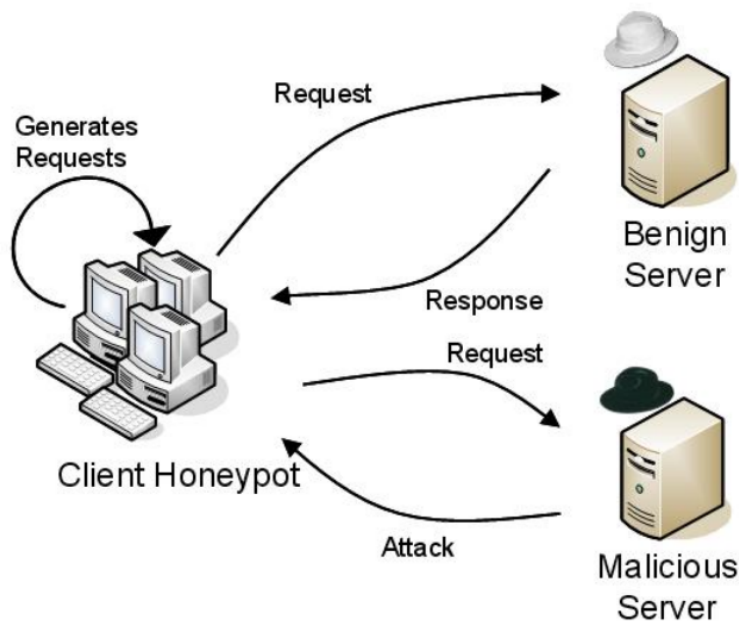 Request
Generates
Requests
Benign
Server
Response
Request
Client Honeypot
Attack
Malicious
Server